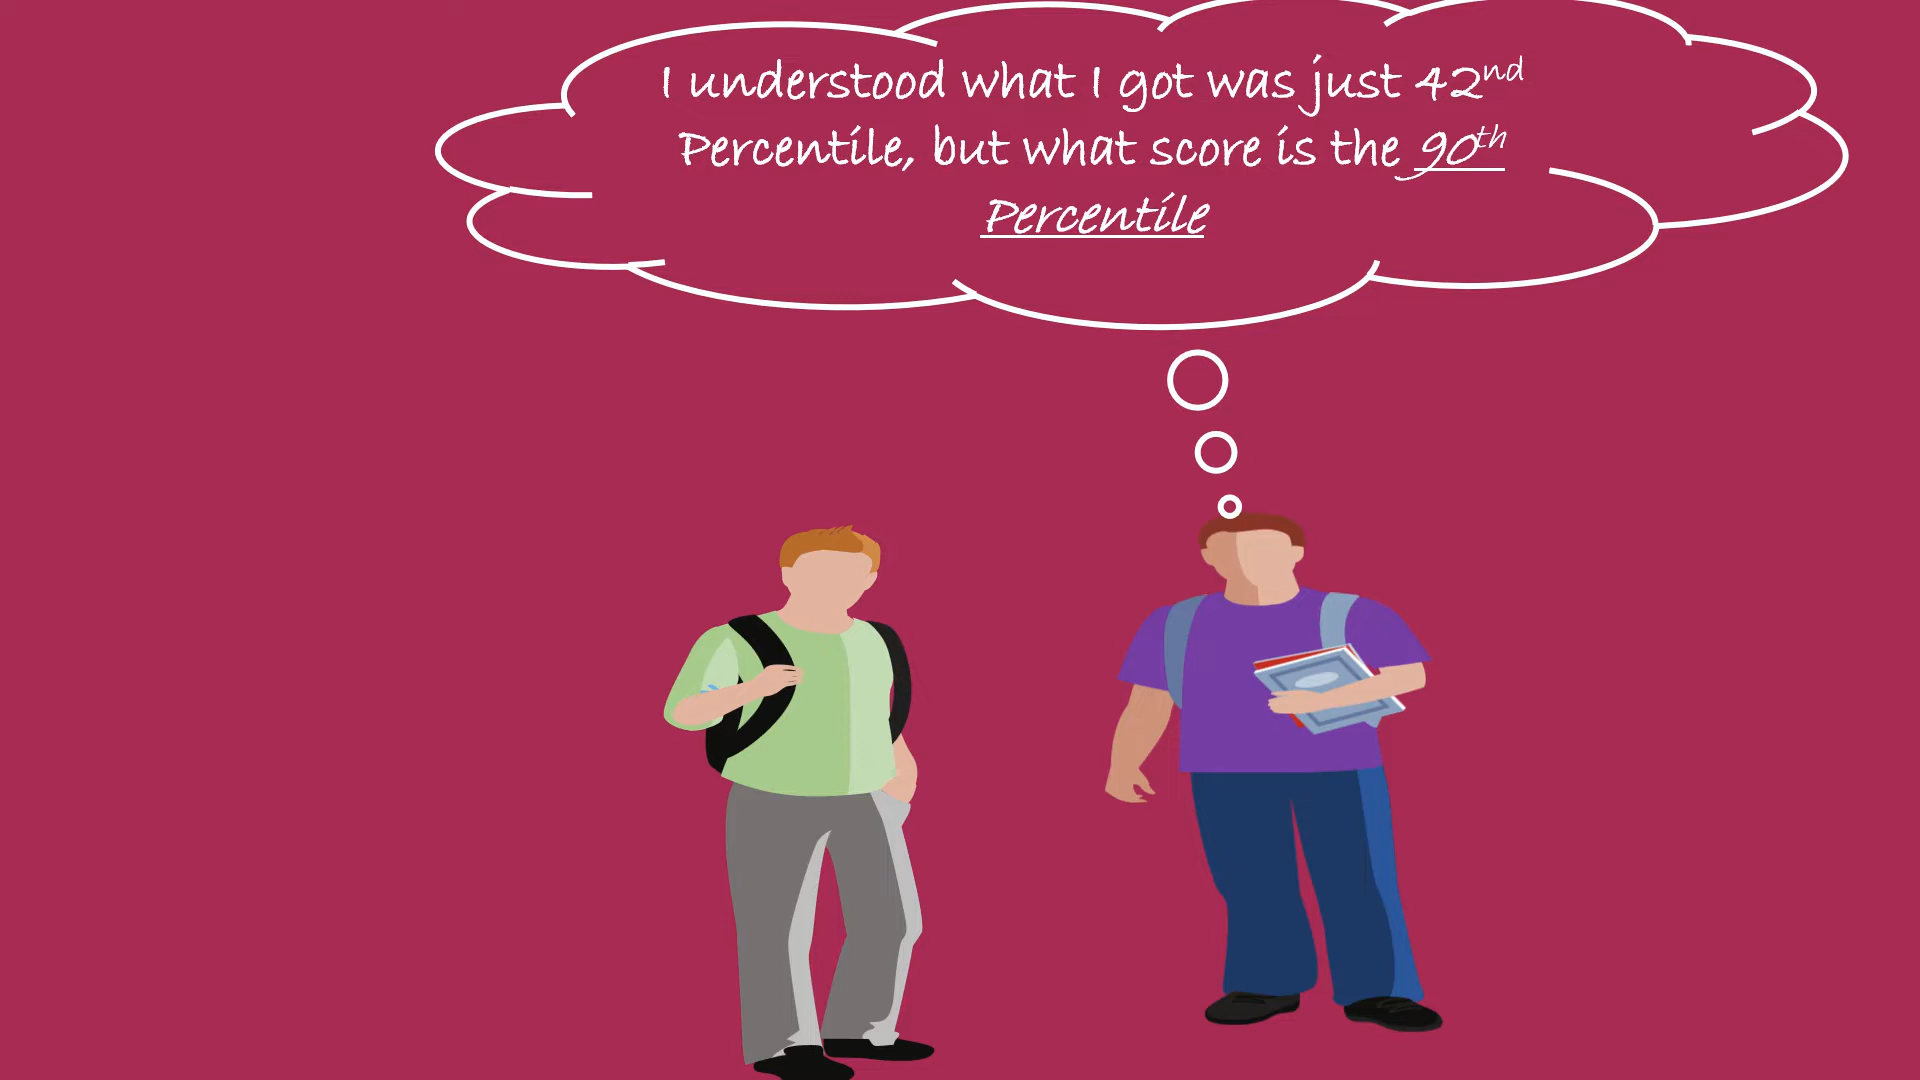 I understood what I got was just 42nd
Percentile, but what score is the 90th
Percentile